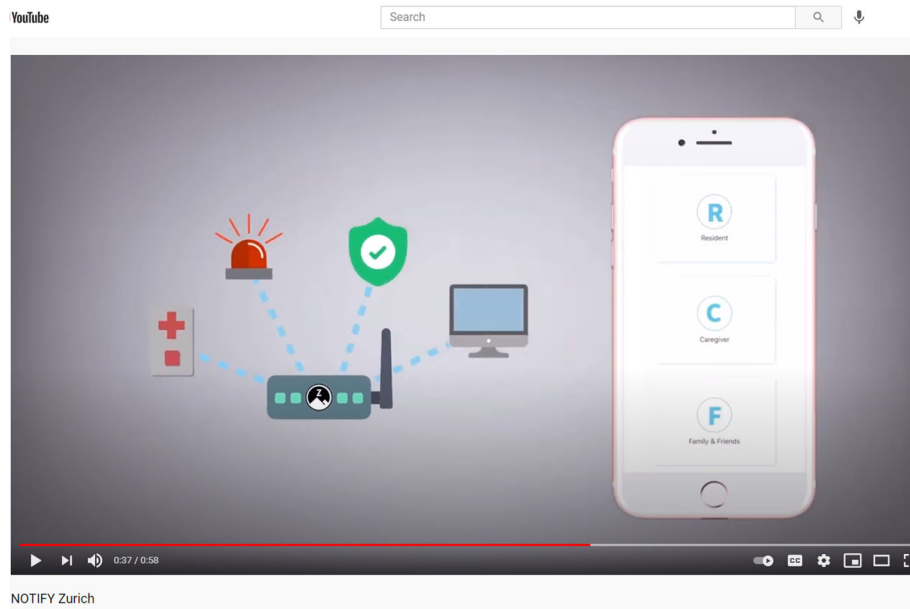 YouTube
Search
Z
R
Resident
C
Caregiver
F
Family & Friends
0:37 / 0:58
CC
NOTIFY Zurich